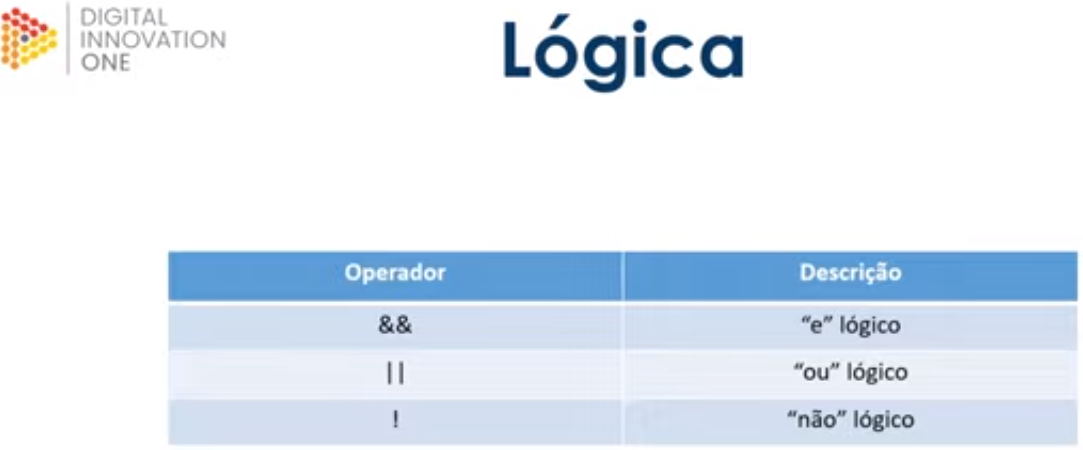 DIGITAL
INNOVATION
ONE
Lógica
Operador Descrição
&& “e” lógico
|| “ou” lógico
! “não” lógico